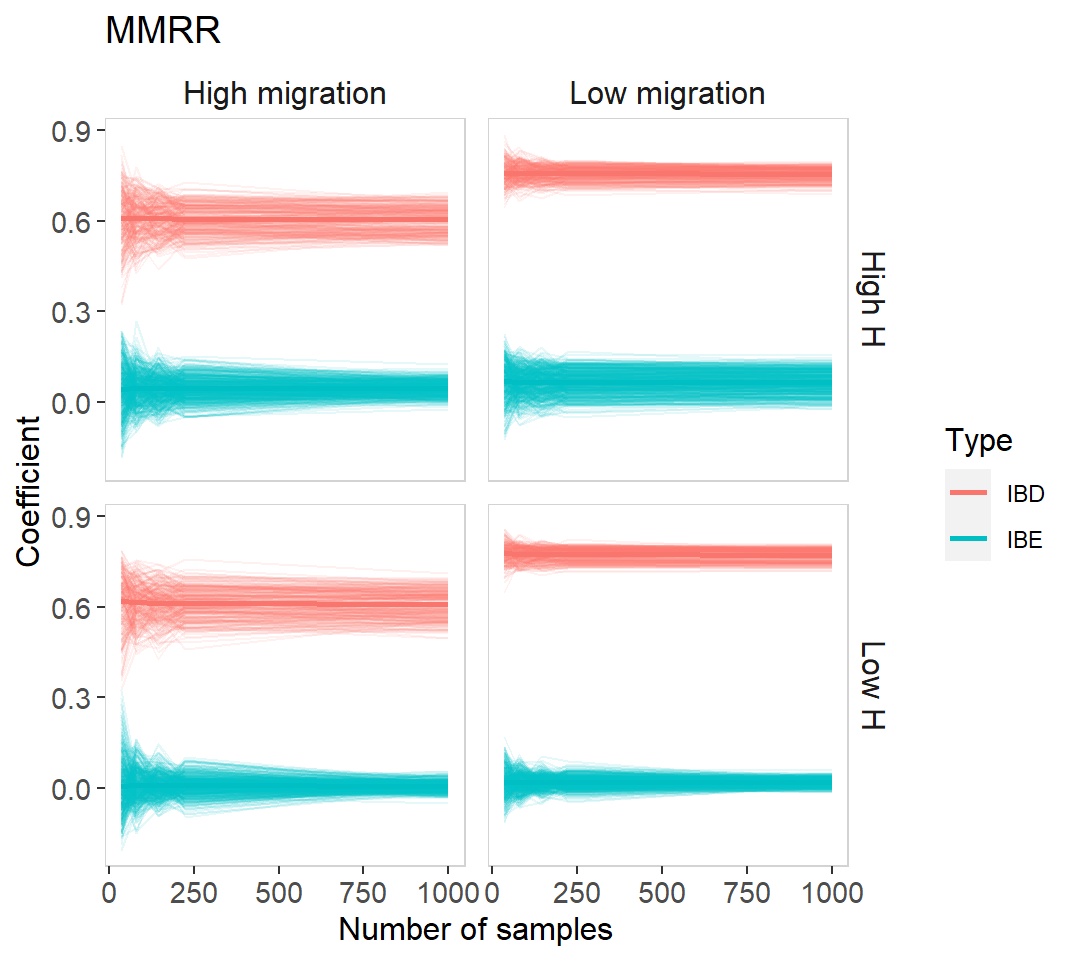 MMRR
High migration
Low migration
0.9
0.6
0.3
0.0
High H
0.9
0.6
0.3
0.0
Low H
Coefficient
0 250 500 750 1000
0 250 500 750 1000
Number of samples
Type
IBD
IBE